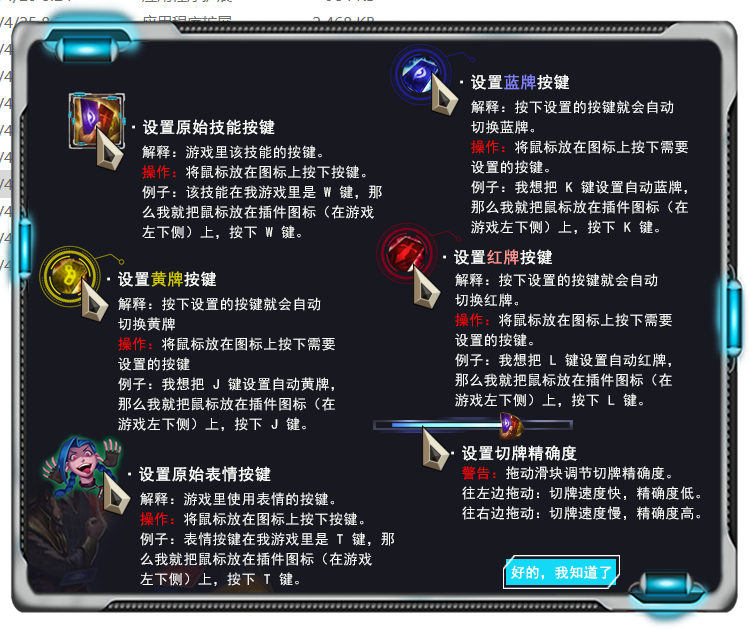 · 设置原始技能按键
解释：游戏里该技能的按键。
操作：将鼠标放在图标上按下按键。
例子：该技能在我游戏里是 W 键，那
么我就把鼠标放在插件图标（在游戏
左下侧）上，按下 W 键。
· 设置黄牌按键
解释：按下设置的按键就会自动
切换黄牌
操作：将鼠标放在图标上按下需要
设置的按键
例子：我想把 J 键设置自动黄牌，
那么我就把鼠标放在插件图标（在
游戏左下侧）上，按下 J 键。
· 设置原始表情按键
解释：游戏里使用表情的按键。
操作：将鼠标放在图标上按下按键。
例子：表情按键在我游戏里是 T 键，那
么我就把鼠标放在插件图标（在游戏
左下侧）上，按下 T 键。
· 设置蓝牌按键
解释：按下设置的按键就会自动
切换蓝牌。
操作：将鼠标放在图标上按下需要
设置的按键。
例子：我想把 K 键设置自动蓝牌，
那么我就把鼠标放在插件图标（在
游戏左下侧）上，按下 K 键。
· 设置红牌按键
解释：按下设置的按键就会自动
切换红牌。
操作：将鼠标放在图标上按下需要
设置的按键。
例子：我想把 L 键设置自动红牌，
那么我就把鼠标放在插件图标（在
游戏左下侧）上，按下 L 键。
· 设置切牌精确度
警告：拖动滑块调节切牌精确度。
往左边拖动：切牌速度快，精确度低。
往右边拖动：切牌速度慢，精确度高。
好的，我知道了